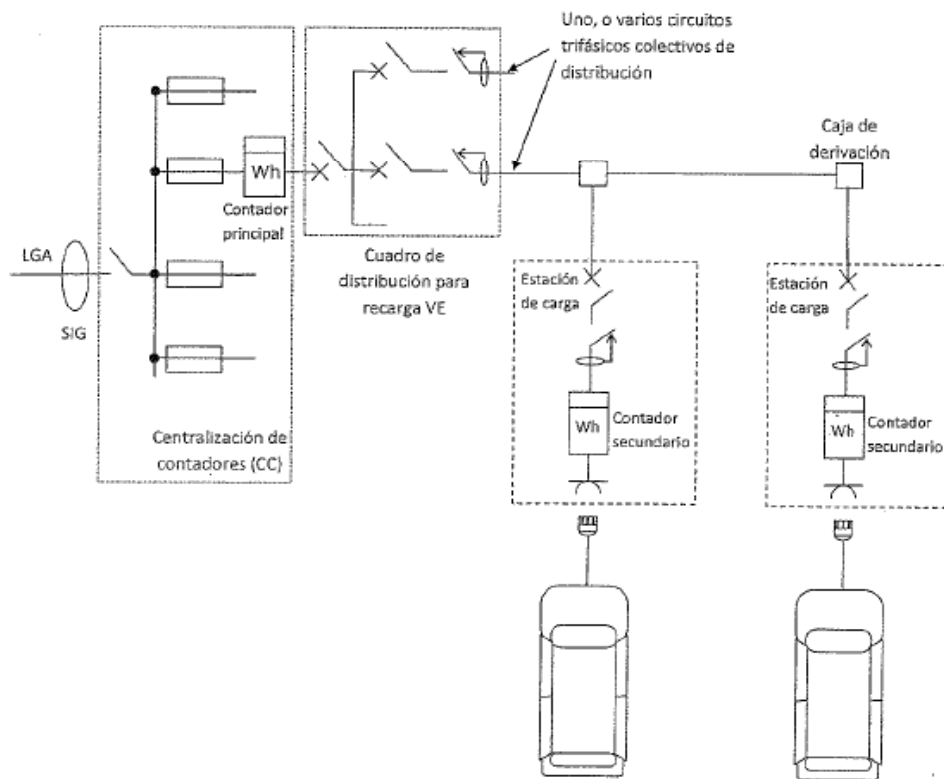 Uno, o varios circuitos
trifásicos colectivos de
distribución
Caja de
derivación
Wh
Contador
principal
LGA
SIG
Cuadro de
distribución para
recarga VE
Estación
de carga
Estación
de carga
Wh
Contador
secundario
Wh
Contador
secundario
Centralización de
contadores (CC)